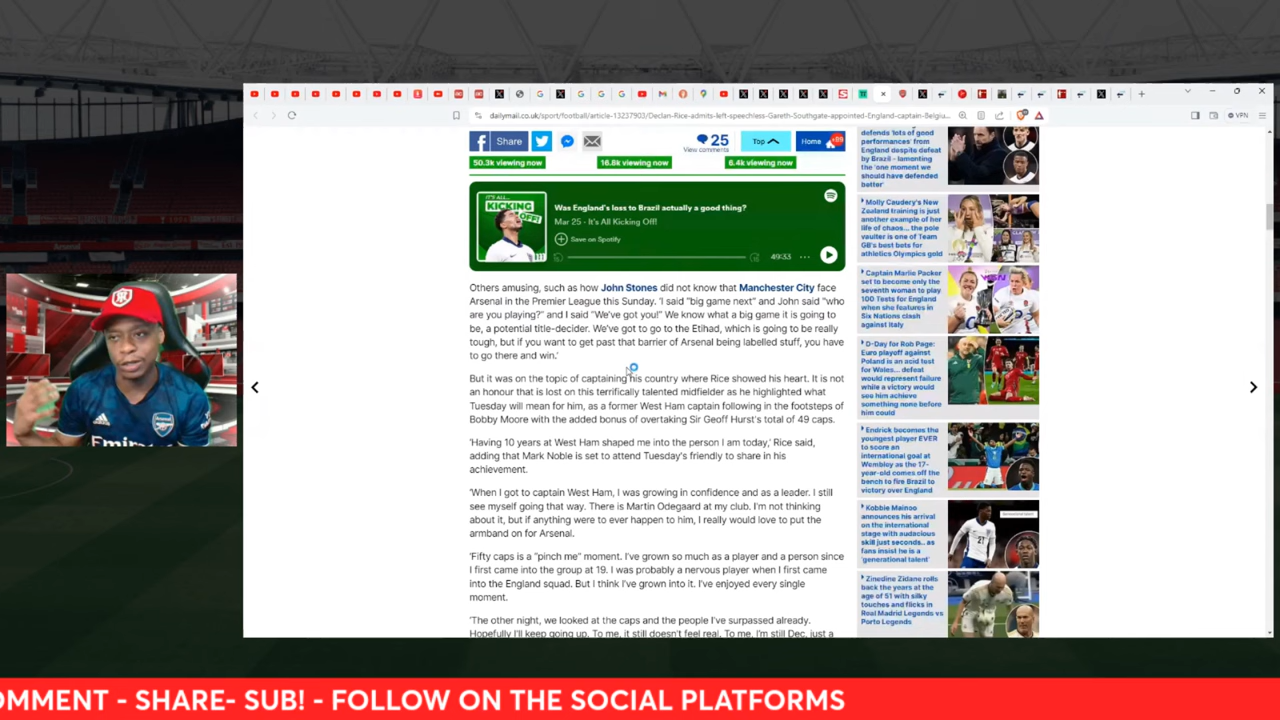 dailymail.co.uk/sport/football/article-13237903/Declan-Rice-admits-left-speechless-Gareth-Southgate-appointed-England-captain-Belgiu...
VPN
Share
25
View comments
Top
Home
50.3k viewing now
16.8k viewing now
6.4k viewing now
IT'S ALL
KICKING
OFF!
Was England's loss to Brazil actually a good thing?
Mar 25 · It's All Kicking Off!
Save on Spotify
49:33
Others amusing, such as how John Stones did not know that Manchester City face
Arsenal in the Premier League this Sunday. 'I said "big game next" and John said "who
are you playing?" and I said "We've got you!" We know what a big game it is going to
be, a potential title-decider. We've got to go to the Etihad, which is going to be really
tough, but if you want to get past that barrier of Arsenal being labelled stuff, you have
to go there and win.'
But it was on the topic of captaining his country where Rice showed his heart. It is not
an honour that is lost on this terrifically talented midfielder as he highlighted what
Tuesday will mean for him, as a former West Ham captain following in the footsteps of
Bobby Moore with the added bonus of overtaking Sir Geoff Hurst's total of 49 caps.
'Having 10 years at West Ham shaped me into the person I am today,' Rice said,
adding that Mark Noble is set to attend Tuesday's friendly to share in his
achievement.
'When I got to captain West Ham, I was growing in confidence and as a leader. I still
see myself going that way. There is Martin Odegaard at my club. I'm not thinking
about it, but if anything were to ever happen to him, I really would love to put the
armband on for Arsenal.
'Fifty caps is a "pinch me" moment. I've grown so much as a player and a person since
I first came into the group at 19. I was probably a nervous player when I first came
into the England squad. But I think I've grown into it. I've enjoyed every single
moment.
'The other night, we looked at the caps and the people I've surpassed already.
Hopefully I'll keep going up. To me, it still doesn't feel real. To me, I'm still Dec, just a
defends 'lots of good
performances' from
England despite defeat
by Brazil - lamenting
the 'one moment we
should have defended
better'
Molly Caudery's New
Zealand training is just
another example of her
life of chaos... the pole
vaulter is one of Team
GB's best bets for
athletics Olympics gold
Captain Marlie Packer
set to become only the
seventh woman to play
100 Tests for England
when she features in
Six Nations clash
against Italy
D-Day for Rob Page:
Euro playoff against
Poland is an acid test
for Wales... defeat
would represent failure
while a victory would
see him achieve
something none before
him could
Endrick becomes the
youngest player EVER
to score an
international goal at
Wembley as the 17-
year-old comes off the
bench to fire Brazil to
victory over England
Kobbie Mainoo
announces his arrival
on the international
stage with audacious
skill just seconds.. as
fans insist he is a
'generational talent'
Zinedine Zidane rolls
back the years at the
age of 51 with silky
touches and flicks in
Real Madrid Legends vs
Porto Legends
OMMENT - SHARE- SUB! - FOLLOW ON THE SOCIAL PLATFORMS